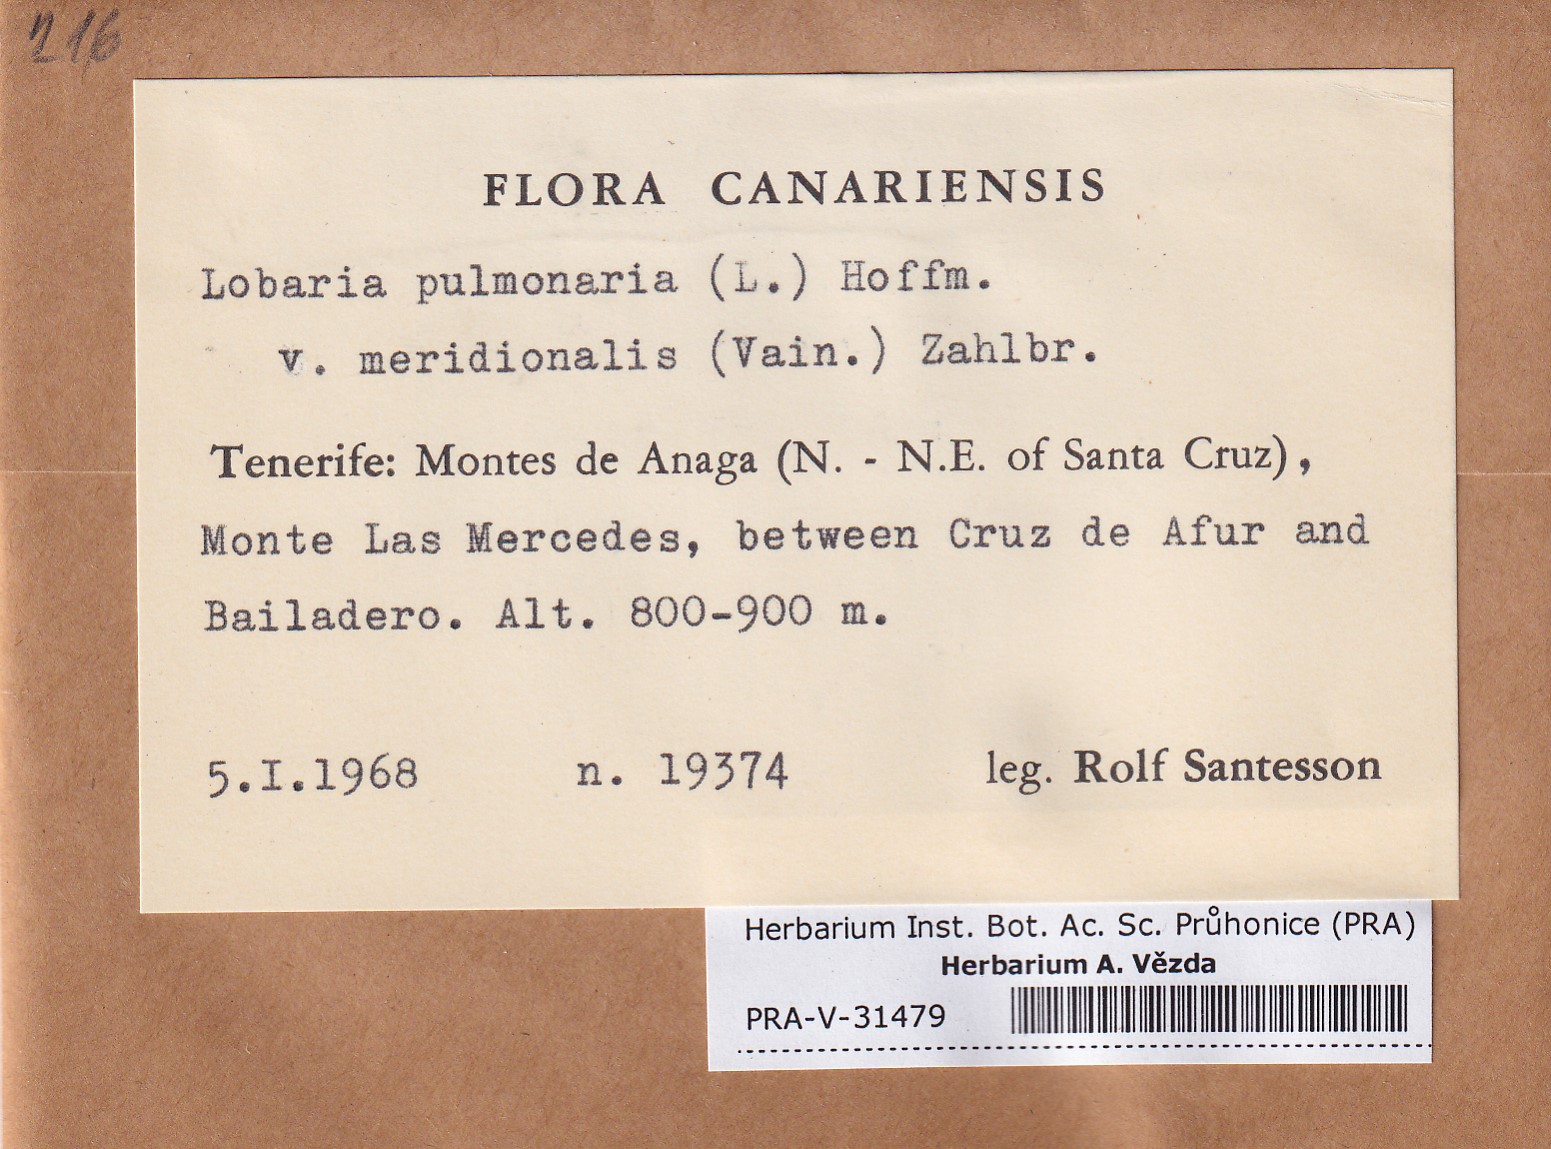 216
FLORA CANARIENSIS
Lobaria pulmonaria (L.) Hoffm.
v. meridionalis (Vain.) Zahlbr.
Tenerife: Montes de Anaga (N. - N.E. of Santa Cruz),
Monte Las Mercedes, between Cruz de Afur and
Bailadero. Alt. 800-900 m.
5.I.1968 n. 19374 leg. Rolf Santesson
Herbarium Inst. Bot. Ac. Sc. Průhonice (PRA)
Herbarium A. Vězda
PRA-V-31479